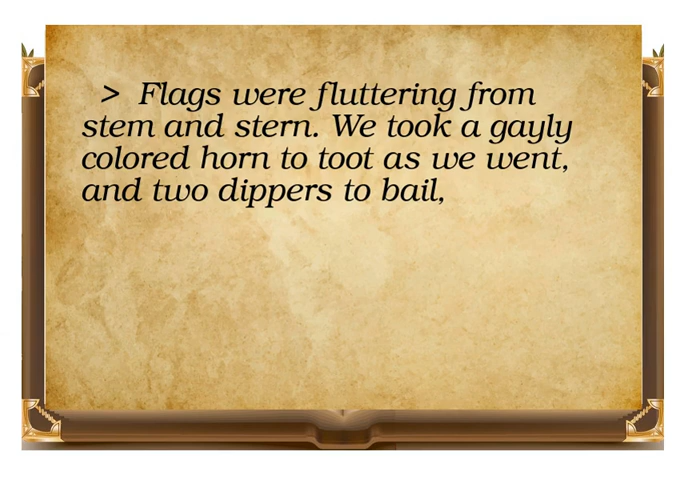 > Flags were fluttering from
stem and stern. We took a gayly
colored horn to toot as we went,
and two dippers to bail,